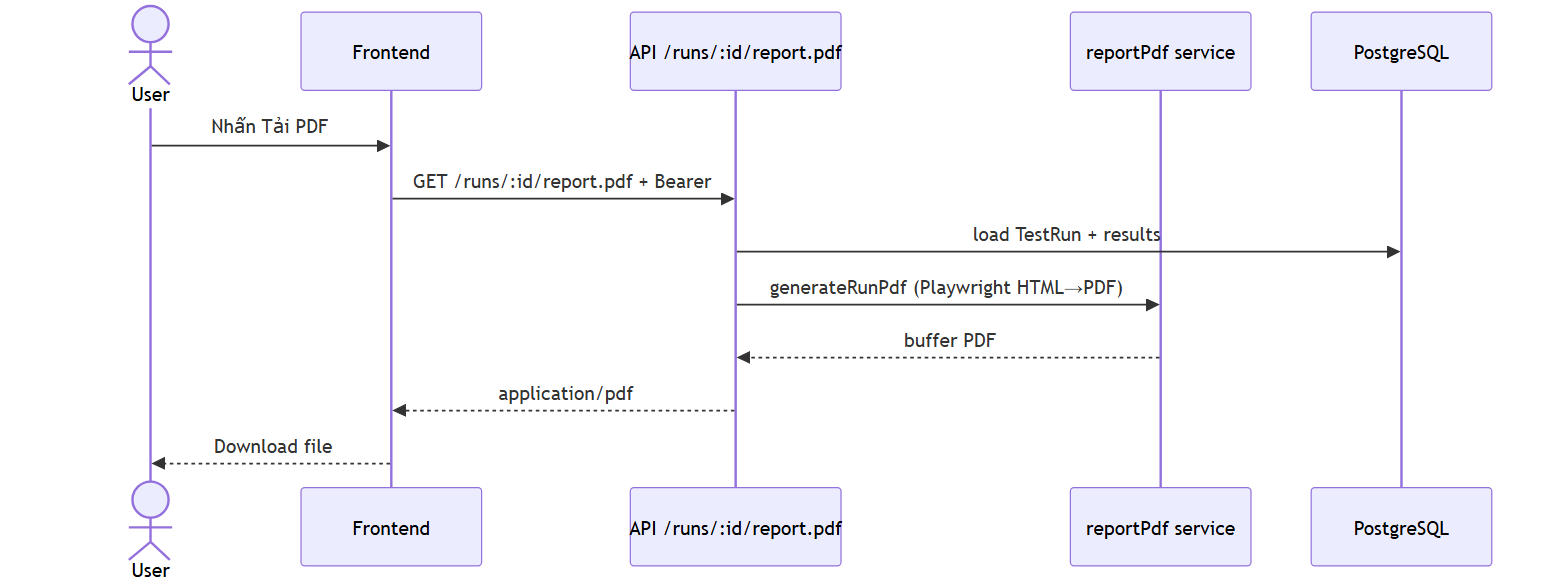 User
Frontend
API /runs/:id/report.pdf
reportPdf service
PostgreSQL
Nhấn Tải PDF
GET /runs/:id/report.pdf + Bearer
load TestRun + results
generateRunPdf (Playwright HTML→PDF)
buffer PDF
application/pdf
Download file
User
Frontend
API /runs/:id/report.pdf
reportPdf service
PostgreSQL